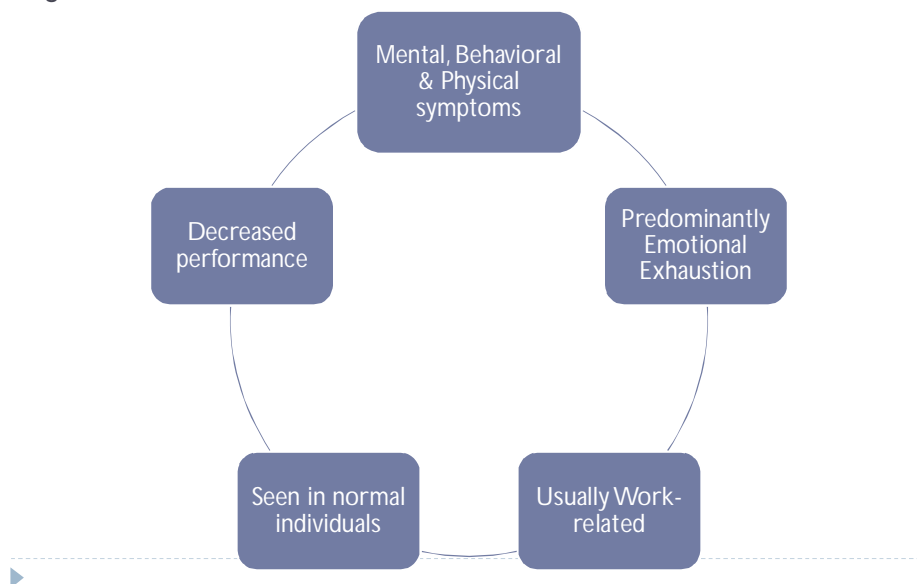 Mental, Behavioral
& Physical
symptoms
Predominantly
Emotional
Exhaustion
Usually Work-
related
Seen in normal
individuals
Decreased
performance